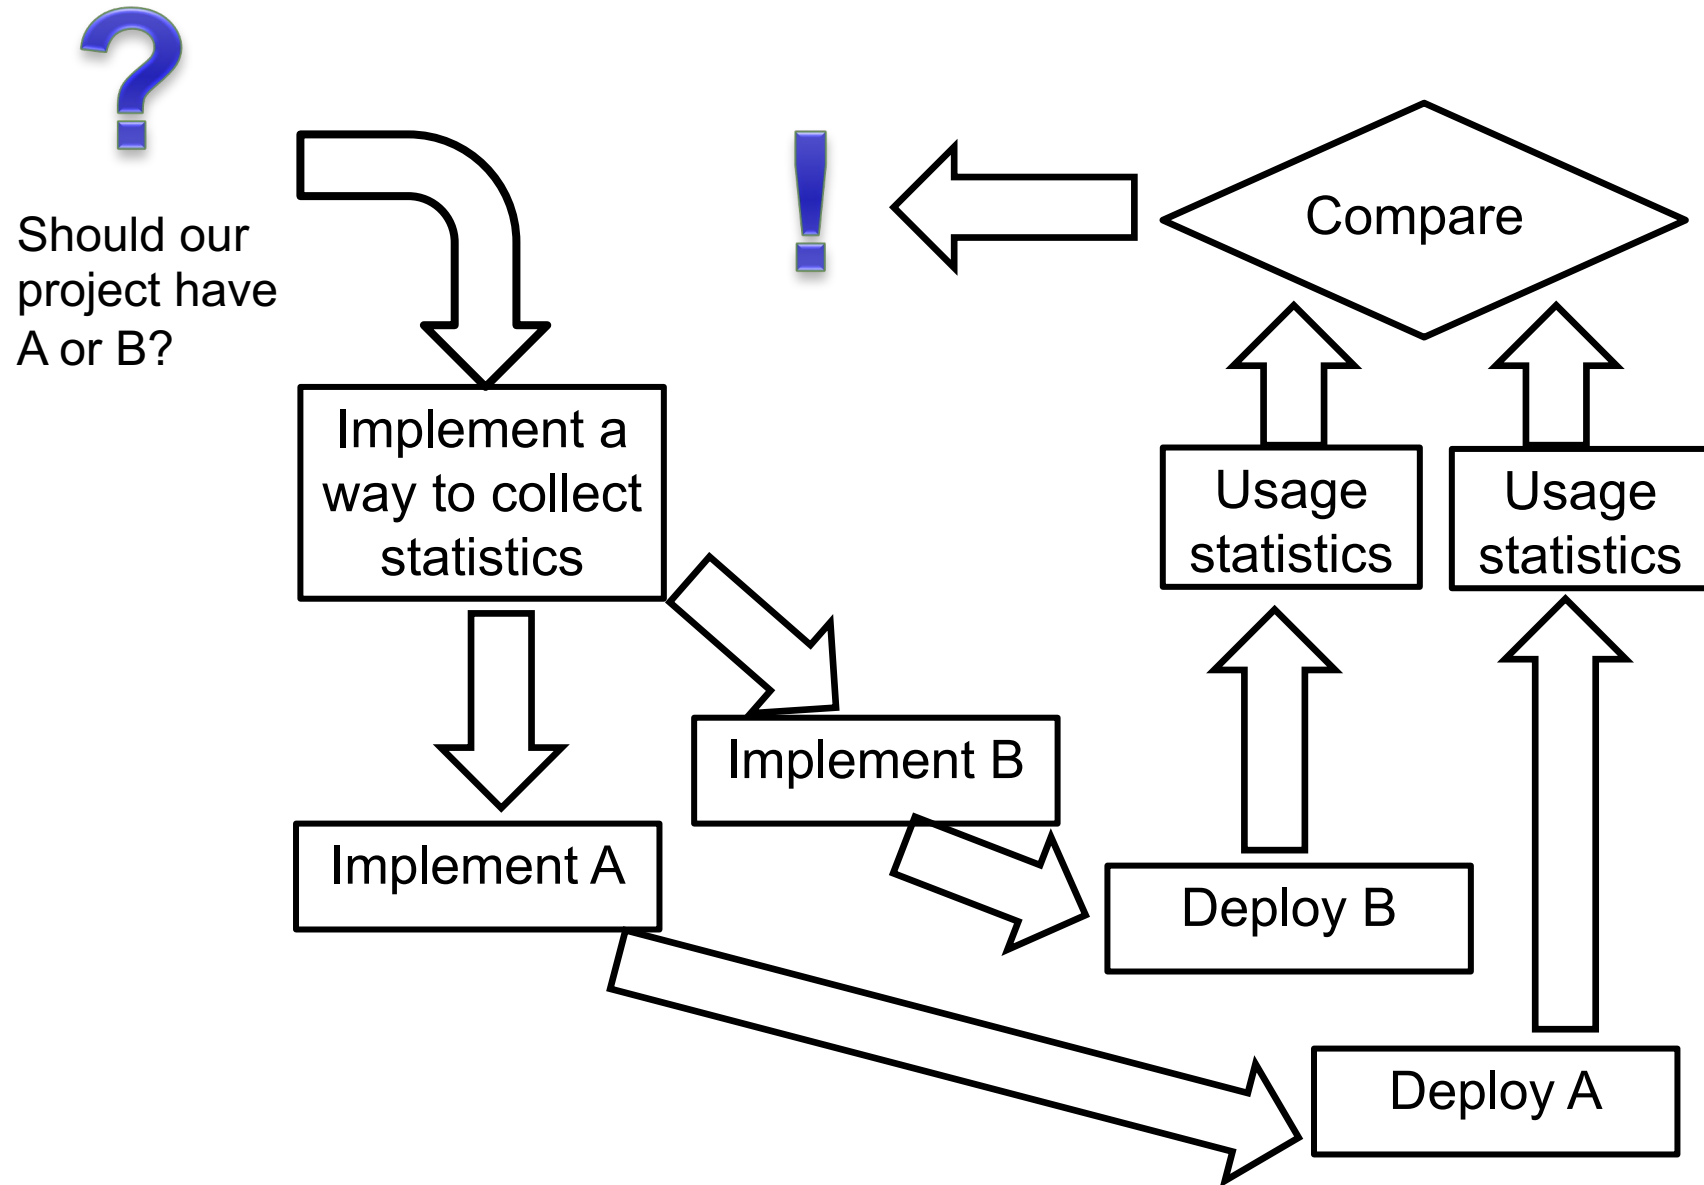 ?
Should our
project have
A or B?
!
Compare
Implement a
way to collect
statistics
Usage
statistics
Usage
statistics
Implement B
Implement A
Deploy B
Deploy A